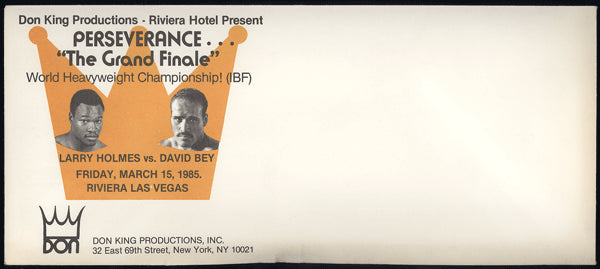 Don King Productions - Riviera Hotel Present
PERSEVERANCE . . .
"The Grand Finale"
World Heavyweight Championship! (IBF)
LARRY HOLMES vs. DAVID BEY
FRIDAY, MARCH 15, 1985.
RIVIERA LAS VEGAS
DON
DON KING PRODUCTIONS, INC.
32 East 69th Street, New York, NY 10021